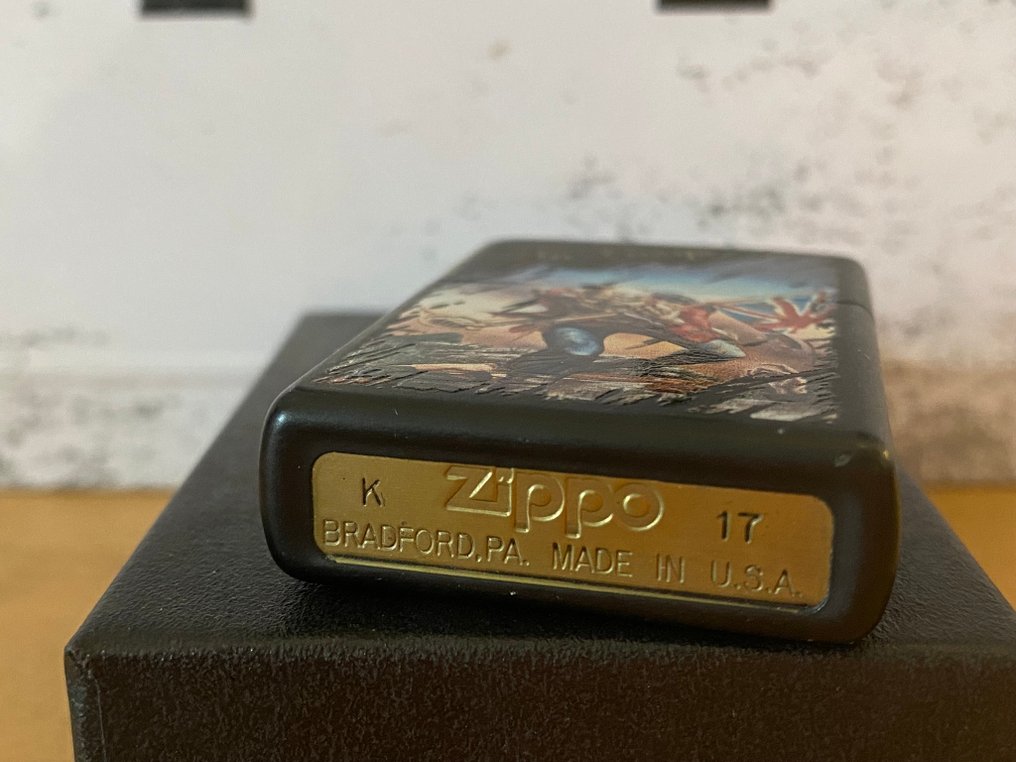 K Zippo 17
BRADFORD, PA. MADE IN U.S.A.